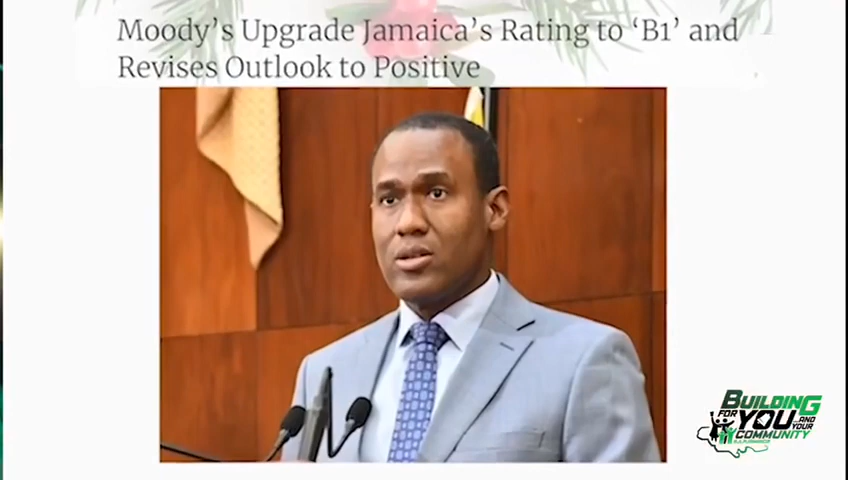 Moody's Upgrade Jamaica's Rating to 'B1' and
Revises Outlook to Positive
BUILDING
FOR YOU AND
YOUR
COMMUNITY